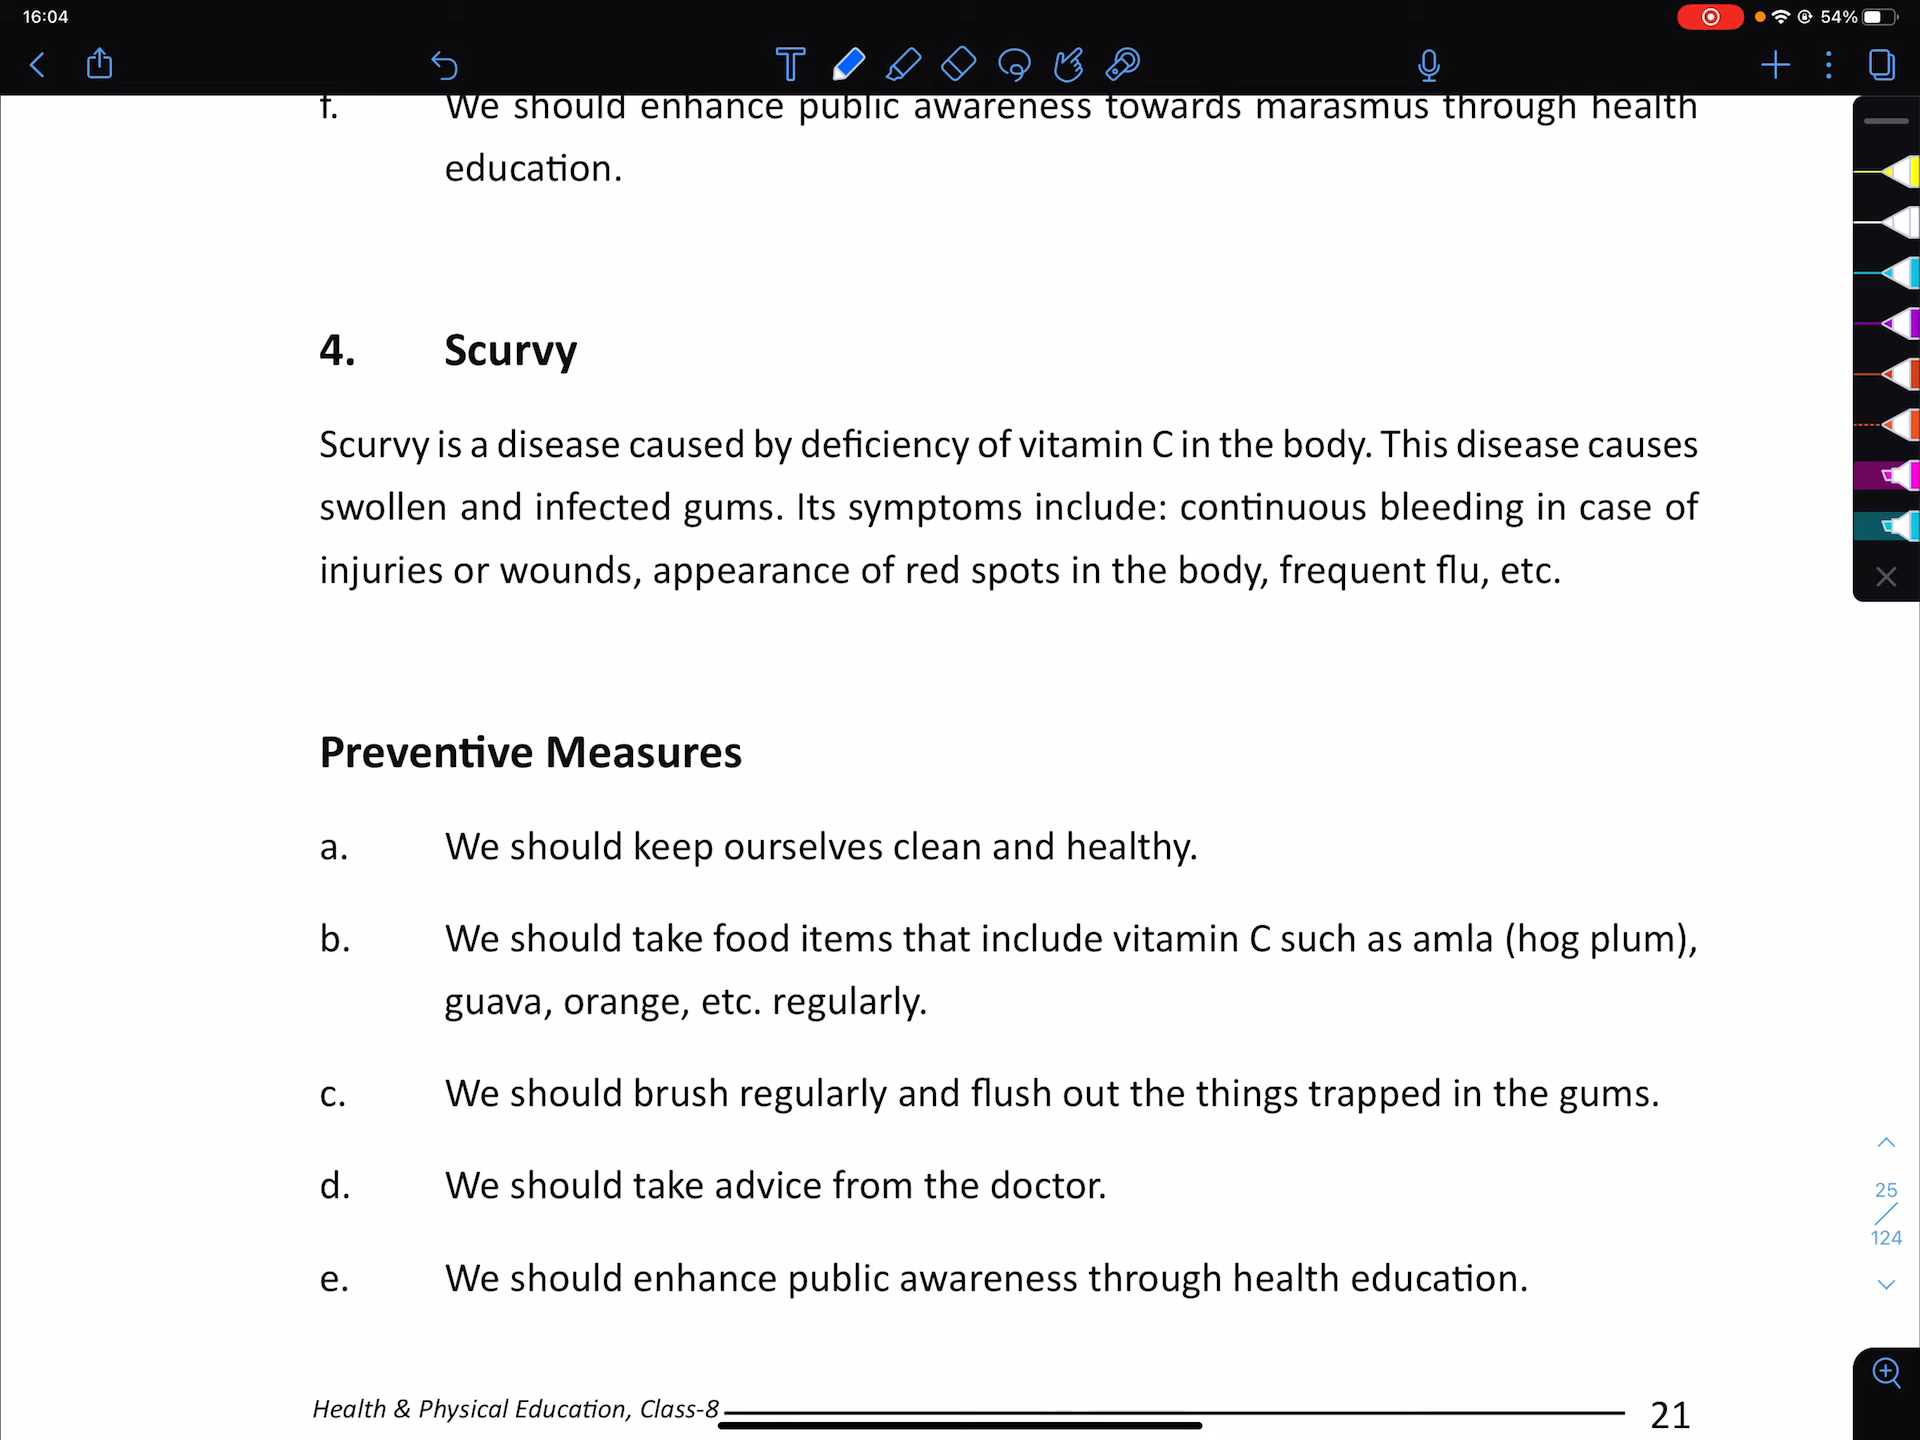 16:04
54%
f. We should enhance public awareness towards marasmus through health
education.
4. Scurvy
Scurvy is a disease caused by deficiency of vitamin C in the body. This disease causes
swollen and infected gums. Its symptoms include: continuous bleeding in case of
injuries or wounds, appearance of red spots in the body, frequent flu, etc.
Preventive Measures
a. We should keep ourselves clean and healthy.
b. We should take food items that include vitamin C such as amla (hog plum),
guava, orange, etc. regularly.
c. We should brush regularly and flush out the things trapped in the gums.
d. We should take advice from the doctor.
e. We should enhance public awareness through health education.
25
/
124
Health & Physical Education, Class-8 21